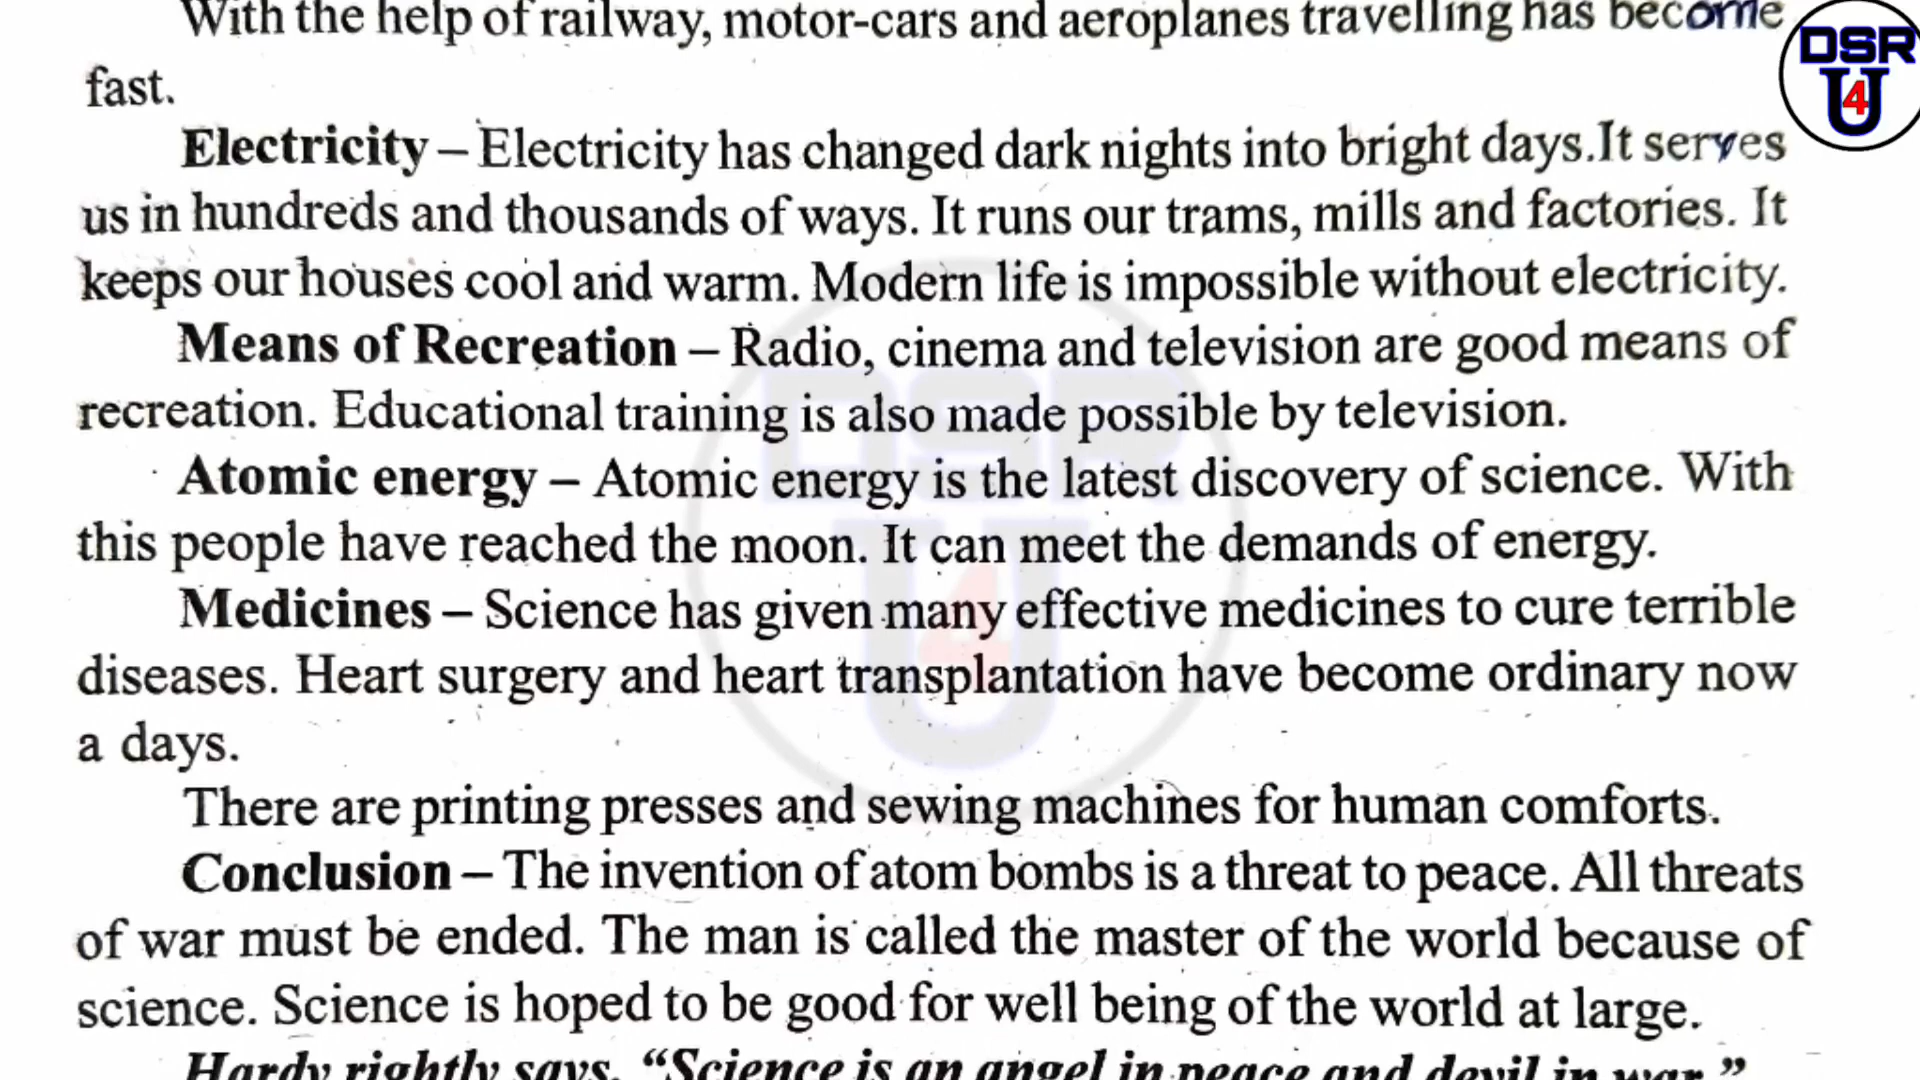 With the help of railway, motor-cars and aeroplanes travelling has become
fast.
Electricity – Electricity has changed dark nights into bright days.It serves
us in hundreds and thousands of ways. It runs our trams, mills and factories. It
keeps our houses cool and warm. Modern life is impossible without electricity.
Means of Recreation – Radio, cinema and television are good means of
recreation. Educational training is also made possible by television.
Atomic energy – Atomic energy is the latest discovery of science. With
this people have reached the moon. It can meet the demands of energy.
Medicines – Science has given many effective medicines to cure terrible
diseases. Heart surgery and heart transplantation have become ordinary now
a days.
There are printing presses and sewing machines for human comforts.
Conclusion – The invention of atom bombs is a threat to peace. All threats
of war must be ended. The man is called the master of the world because of
science. Science is hoped to be good for well being of the world at large.
Hardy rightly says, “Science is an angel in peace and devil in war.”
DSR
U
4
DSR
U
4